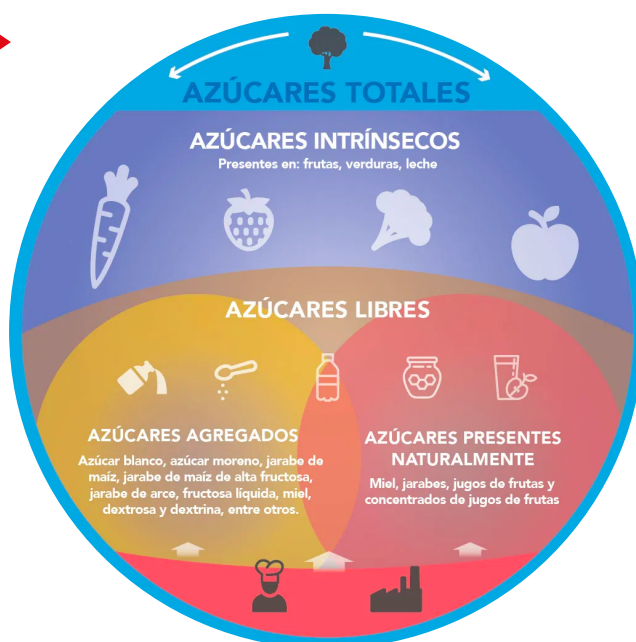 AZÚCARES TOTALES
AZÚCARES INTRÍNSECOS
Presentes en: frutas, verduras, leche
AZÚCARES LIBRES
AZÚCARES AGREGADOS
Azúcar blanco, azúcar moreno, jarabe de
maíz, jarabe de maíz de alta fructosa,
jarabe de arce, fructosa líquida, miel,
dextrosa y dextrina, entre otros.
AZÚCARES PRESENTES
NATURALMENTE
Miel, jarabes, jugos de frutas y
concentrados de jugos de frutas